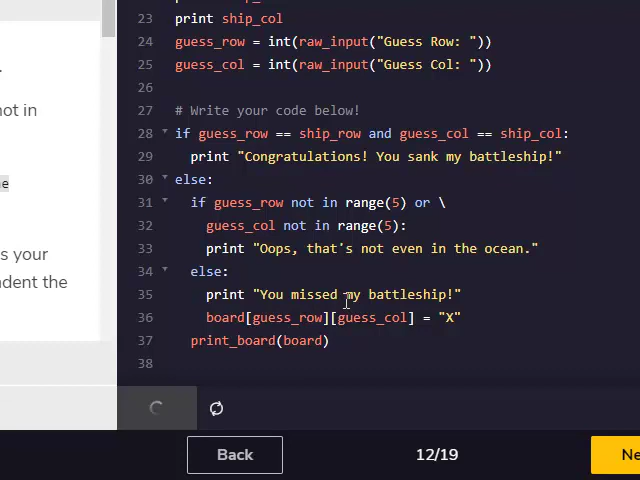 23 print ship_col
24 guess_row = int(raw_input("Guess Row: "))
25 guess_col = int(raw_input("Guess Col: "))
26
not in
27 # Write your code below!
28 if guess_row == ship_row and guess_col == ship_col:
29 print "Congratulations! You sank my battleship!"
30 else:
31 if guess_row not in range(5) or \
32 guess_col not in range(5):
s your
33 print "Oops, that's not even in the ocean."
ndent the
34 else:
35 print "You missed my battleship!"
36 board[guess_row][guess_col] = "X"
37 print_board(board)
38
Back 12/19 Ne